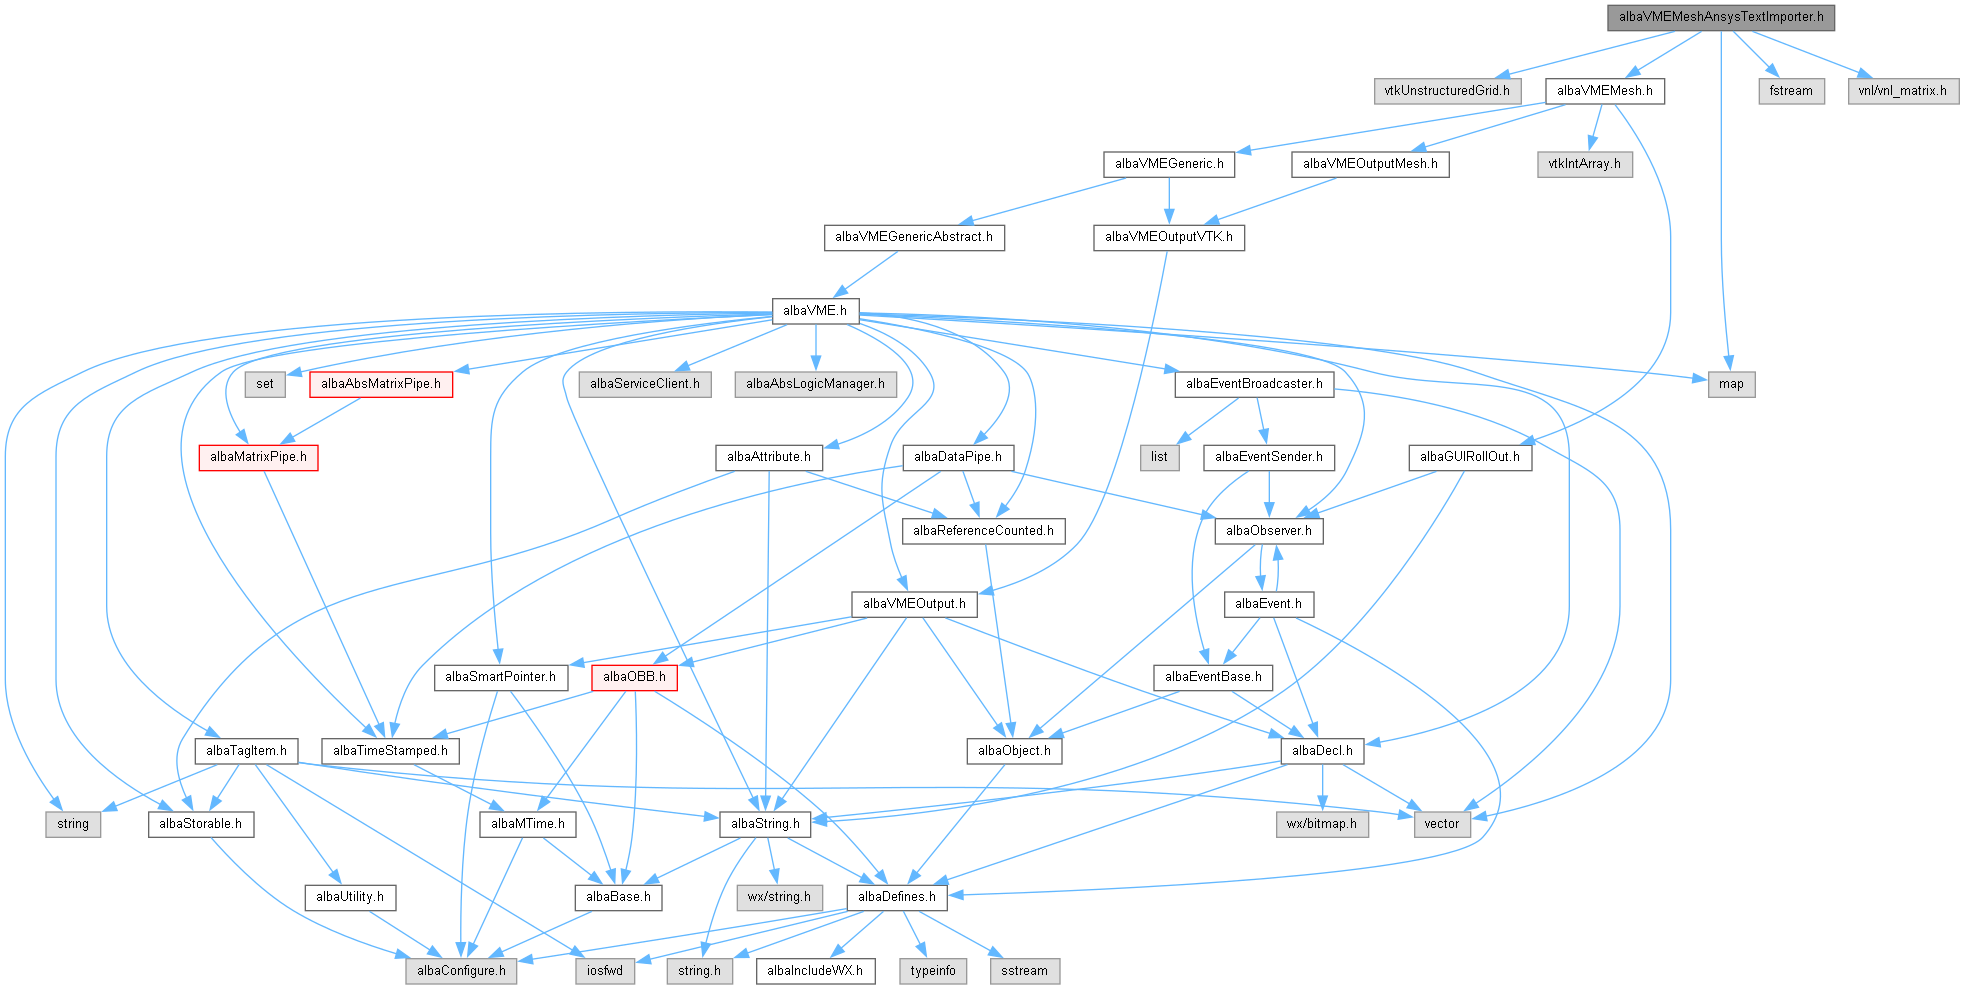 albaVMEMeshAnsysTextImporter.h
vtkUnstructuredGrid.h
albaVMEMesh.h
fstream
vnl/vnl_matrix.h
albaVMEGeneric.h
albaVMEOutputMesh.h
vtkIntArray.h
albaVMEGenericAbstract.h
albaVMEOutputVTK.h
albaVME.h
set
albaAbsMatrixPipe.h
albaServiceClient.h
albaAbsLogicManager.h
albaEventBroadcaster.h
map
albaMatrixPipe.h
albaAttribute.h
albaDataPipe.h
list
albaEventSender.h
albaGUIRollOut.h
albaReferenceCounted.h
albaObserver.h
albaVMEOutput.h
albaEvent.h
albaSmartPointer.h
albaOBB.h
albaEventBase.h
albaTagItem.h
albaTimeStamped.h
albaObject.h
albaDecl.h
string
albaStorable.h
albaMTime.h
albaString.h
wx/bitmap.h
vector
albaUtility.h
albaBase.h
wx/string.h
albaDefines.h
albaConfigure.h
iosfwd
string.h
albaIncludeWX.h
typeinfo
sstream